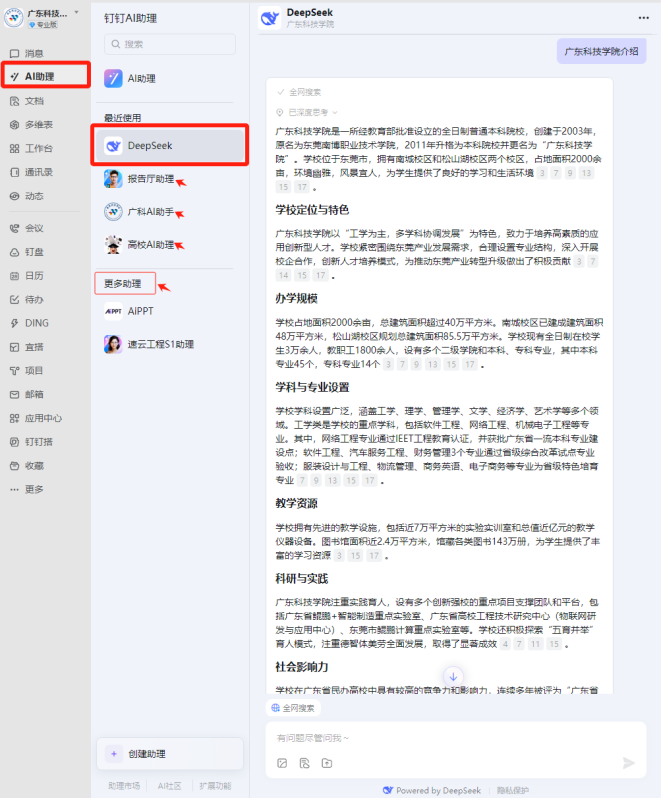 广东科技...
专业版
消息
AI助理
文档
多维表
工作台
通讯录
动态
会议
钉盘
日历
待办
DING
直播
项目
邮箱
应用中心
钉钉搭
收藏
更多
钉钉AI助理
搜索
AI助理
最近使用
DeepSeek
报告厅助理
广科AI助手
高校AI助理
更多助理
AiPPT
AiPPT
速云工程S1助理
+ 创建助理
助理市场 AI社区 扩展功能
DeepSeek
广东科技学院
广东科技学院介绍
全网搜索
已深度思考
广东科技学院是一所经教育部批准设立的全日制普通本科院校，创建于2003年，
原名为东莞南博职业技术学院，2011年升格为本科院校并更名为“广东科技学
院”。学校位于东莞市，拥有南城校区和松山湖校区两个校区，占地面积2000余
亩，环境幽雅，风景宜人，为学生提供了良好的学习和生活环境 3 7 9 13
15 17 。
学校定位与特色
广东科技学院以“工学为主，多学科协调发展”为特色，致力于培养高素质的应
用创新型人才。学校紧密围绕东莞产业发展需求，合理设置专业结构，深入开展
校企合作，创新人才培养模式，为推动东莞产业转型升级做出了积极贡献 3 7
14 15 17 。
办学规模
学校占地面积2000余亩，总建筑面积超过40万平方米。南城校区已建成建筑面积
48万平方米，松山湖校区规划总建筑面积85.5万平方米。学校现有全日制在校学
生3万余人，教职工1800余人，设有多个二级学院和本科、专科专业，其中本科
专业45个，专科专业14个 3 7 9 13 15 17 。
学科与专业设置
学校学科设置广泛，涵盖工学、理学、管理学、文学、经济学、艺术学等多个领
域。工学类是学校的重点学科，包括软件工程、网络工程、机械电子工程等专
业。其中，网络工程专业通过IEET工程教育认证，并获批广东省一流本科专业建
设点；软件工程、汽车服务工程、财务管理3个专业通过省级综合改革试点专业
验收；服装设计与工程、物流管理、商务英语、电子商务等专业为省级特色培育
专业 7 9 13 15 17 。
教学资源
学校拥有先进的教学设施，包括近7万平方米的实验实训室和总值近亿元的教学
仪器设备。图书馆面积近2.4万平方米，馆藏各类图书143万册，为学生提供了丰
富的学习资源 3 15 17 。
科研与实践
广东科技学院注重实践育人，设有多个创新强校的重点项目支撑团队和平台，包
括广东省鲲鹏+智能制造重点实验室、广东省高校工程技术研究中心（物联网研
发与应用中心）、东莞市鲲鹏计算重点实验室等。学校还积极探索“五育并举”
育人模式，注重德智体美劳全面发展，取得了显著成效 4 7 11 15 。
社会影响力
学校在广东省民办高校中具有较高的竞争力和影响力，连续多年被评为“广东省
全网搜索
有问题尽管问我~
Powered by DeepSeek 隐私保护